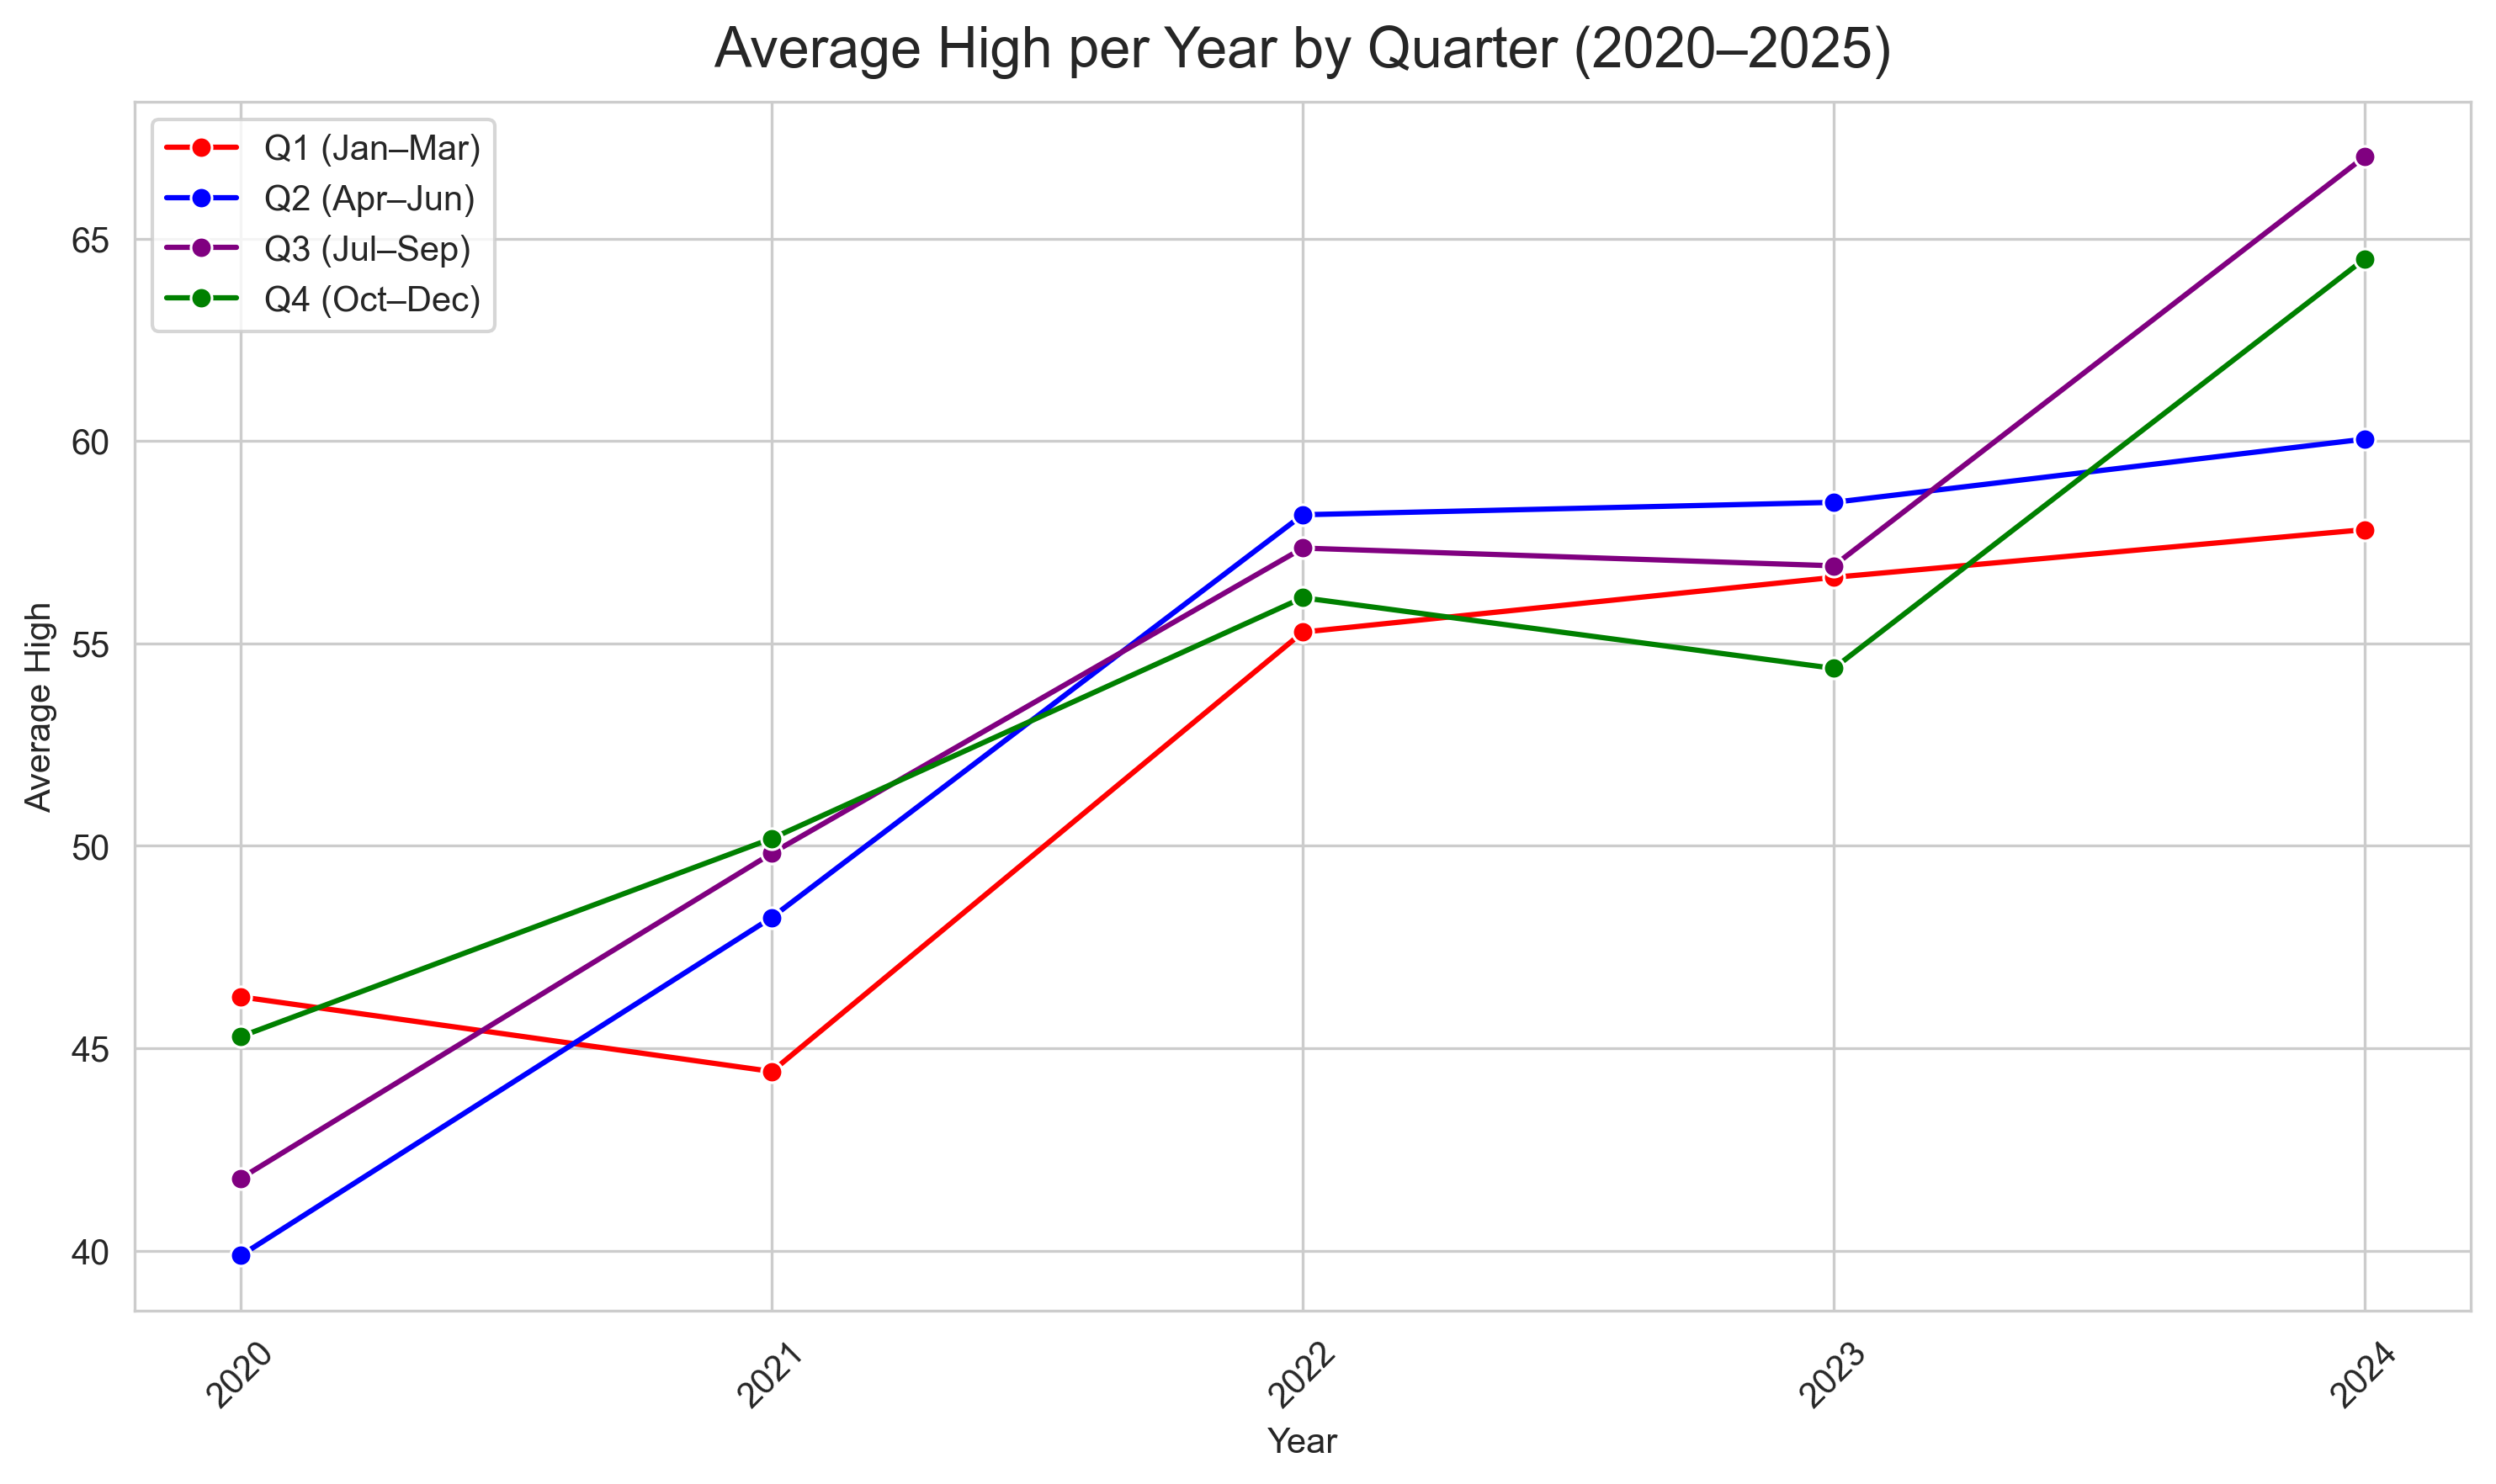 Average High per Year by Quarter (2020–2025)
Q1 (Jan–Mar)
Q2 (Apr–Jun)
Q3 (Jul–Sep)
Q4 (Oct–Dec)
Average High
65
60
55
50
45
40
2020
2021
2022
2023
2024
Year